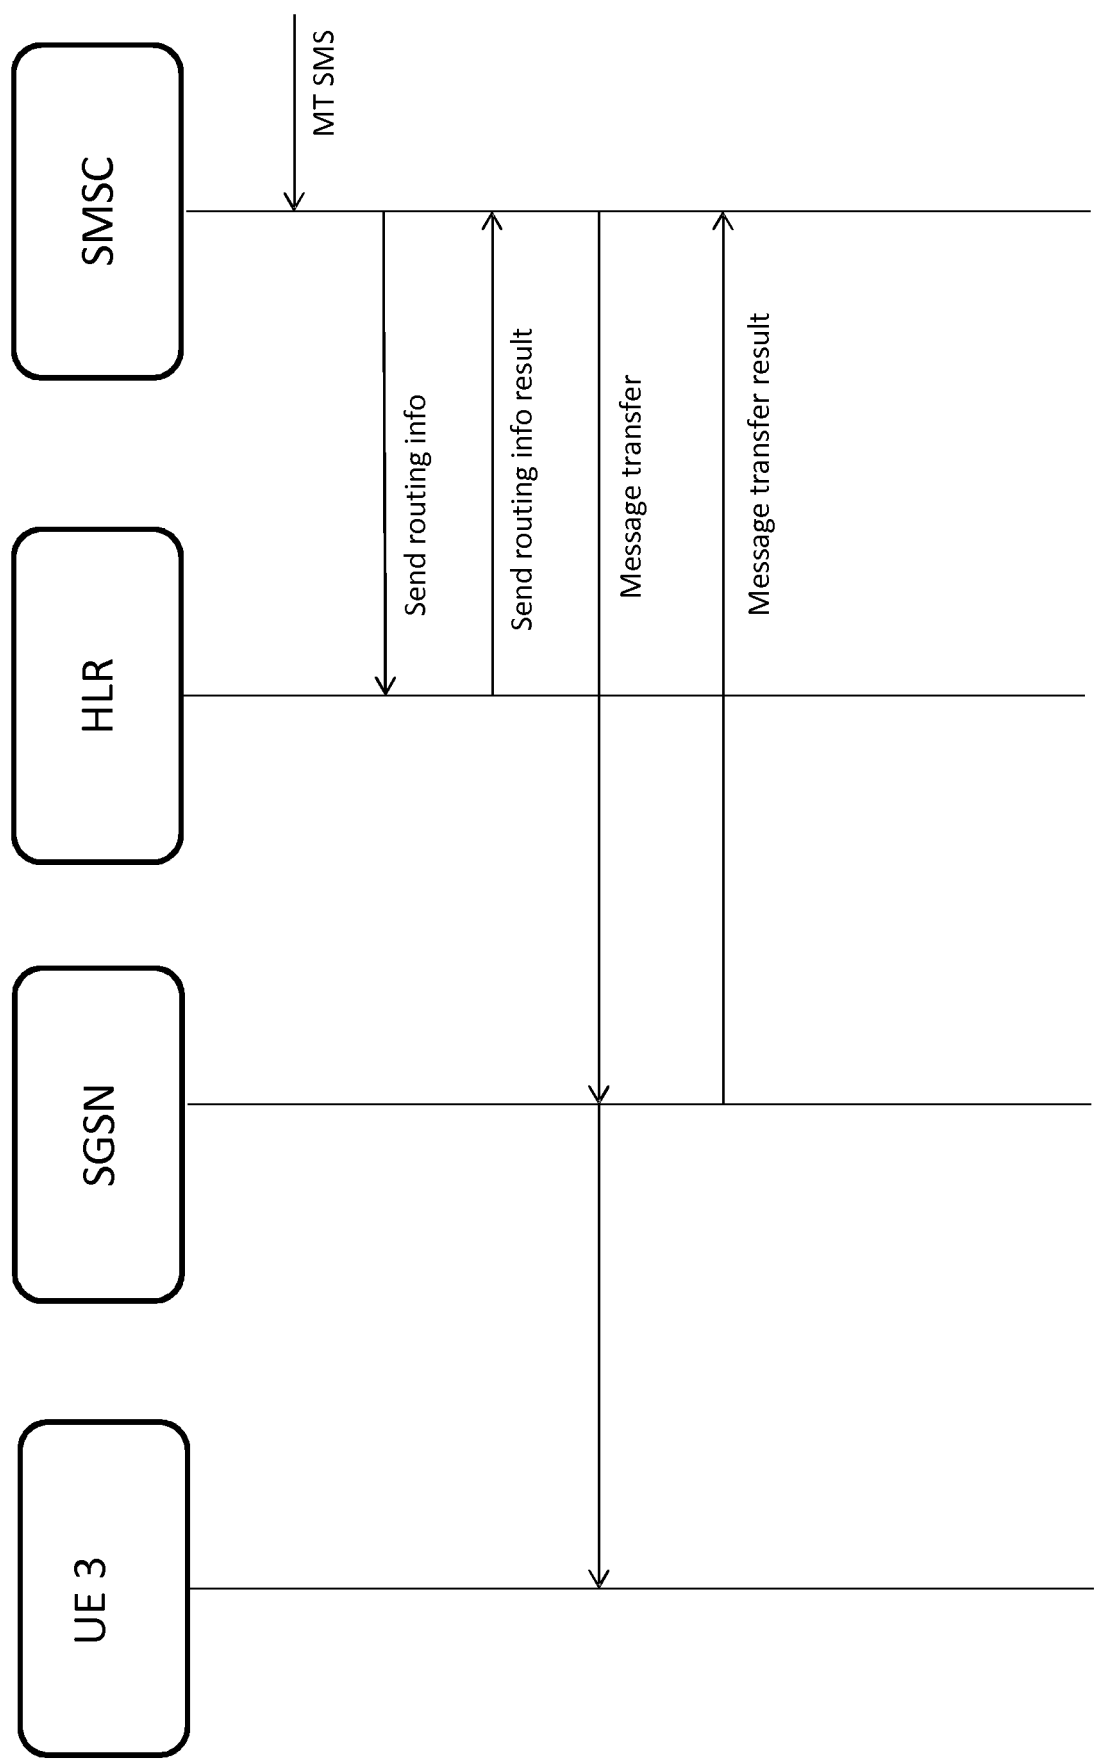 UE 3
SGSN
HLR
SMSC
MT SMS
Send routing info
Send routing info result
Message transfer
Message transfer result